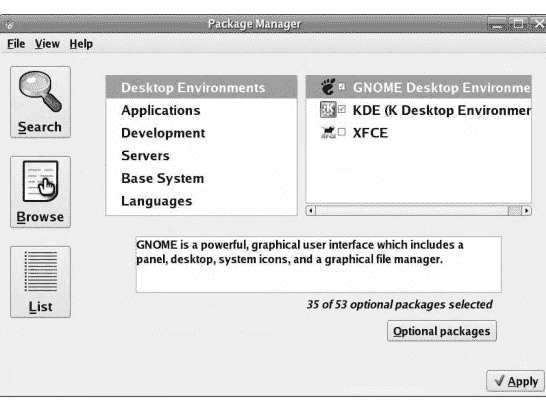 Package Manager
File View Help
Search
Browse
List
Desktop Environments
Applications
Development
Servers
Base System
Languages
GNOME Desktop Environme
KDE (K Desktop Environmer
XFCE
GNOME is a powerful, graphical user interface which includes a
panel, desktop, system icons, and a graphical file manager.
35 of 53 optional packages selected
Optional packages
Apply